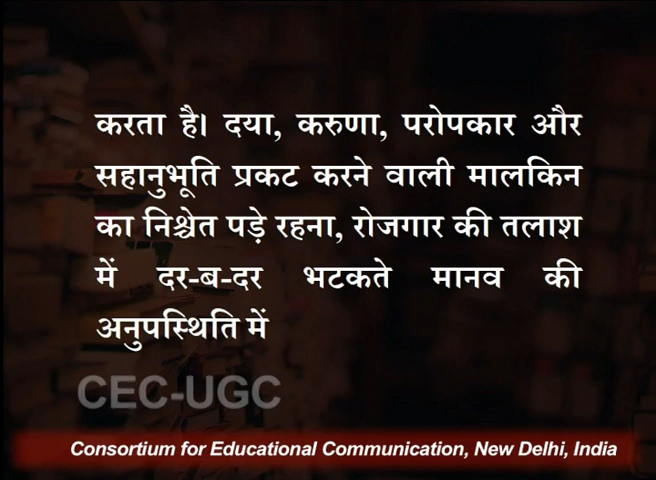 करता है। दया, करुणा, परोपकार और
सहानुभूति प्रकट करने वाली मालकिन
का निश्चेत पड़े रहना, रोजगार की तलाश
में दर-ब-दर भटकते मानव की
अनुपस्थिति में
CEC-UGC
Consortium for Educational Communication, New Delhi, India